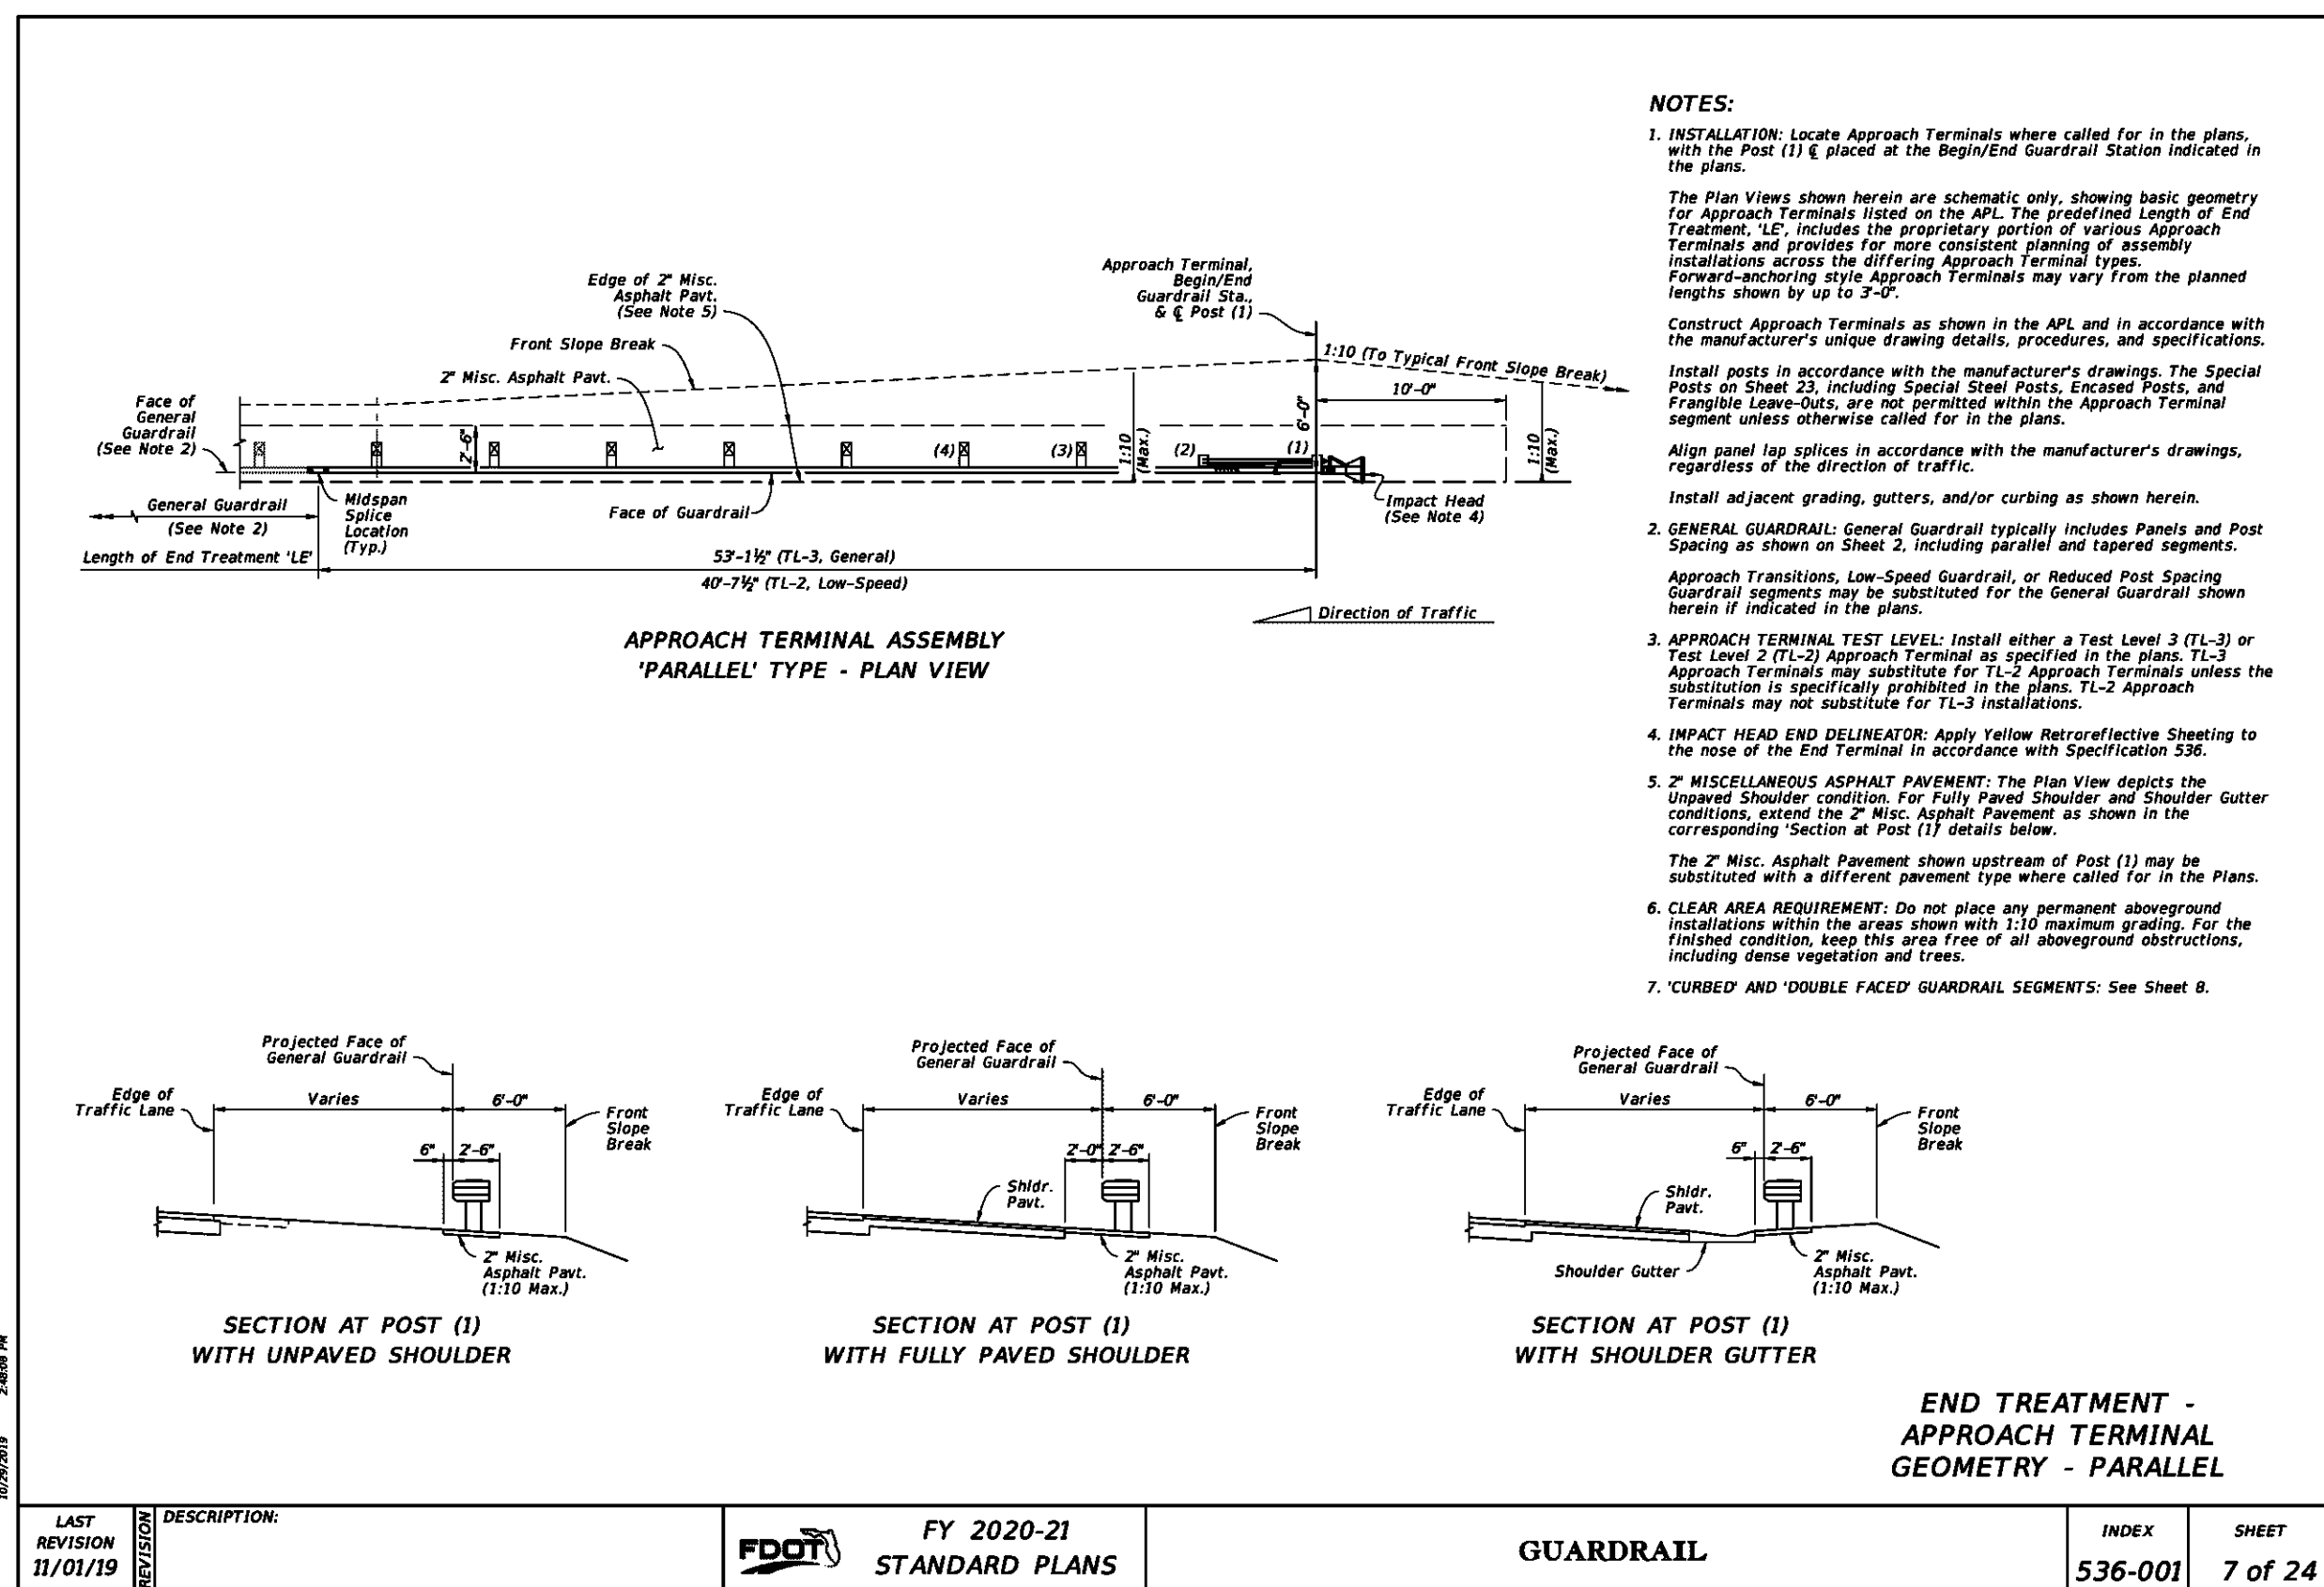 NOTES:
1. INSTALLATION: Locate Approach Terminals where called for in the plans,
with the Post (1) ℄ placed at the Begin/End Guardrail Station indicated in
the plans.
The Plan Views shown herein are schematic only, showing basic geometry
for Approach Terminals listed on the APL. The predefined Length of End
Treatment, 'LE', includes the proprietary portion of various Approach
Terminals and provides for more consistent planning of assembly
installations across the differing Approach Terminal types.
Forward-anchoring style Approach Terminals may vary from the planned
lengths shown by up to 3'-0".
Construct Approach Terminals as shown in the APL and in accordance with
the manufacturer's unique drawing details, procedures, and specifications.
Install posts in accordance with the manufacturer's drawings. The Special
Posts on Sheet 23, including Special Steel Posts, Encased Posts, and
Frangible Leave-Outs, are not permitted within the Approach Terminal
segment unless otherwise called for in the plans.
Align panel lap splices in accordance with the manufacturer's drawings,
regardless of the direction of traffic.
Install adjacent grading, gutters, and/or curbing as shown herein.
2. GENERAL GUARDRAIL: General Guardrail typically includes Panels and Post
Spacing as shown on Sheet 2, including parallel and tapered segments.
Approach Transitions, Low-Speed Guardrail, or Reduced Post Spacing
Guardrail segments may be substituted for the General Guardrail shown
herein if indicated in the plans.
3. APPROACH TERMINAL TEST LEVEL: Install either a Test Level 3 (TL-3) or
Test Level 2 (TL-2) Approach Terminal as specified in the plans. TL-3
Approach Terminals may substitute for TL-2 Approach Terminals unless the
substitution is specifically prohibited in the plans. TL-2 Approach
Terminals may not substitute for TL-3 installations.
4. IMPACT HEAD END DELINEATOR: Apply Yellow Retroreflective Sheeting to
the nose of the End Terminal in accordance with Specification 536.
5. 2" MISCELLANEOUS ASPHALT PAVEMENT: The Plan View depicts the
Unpaved Shoulder condition. For Fully Paved Shoulder and Shoulder Gutter
conditions, extend the 2" Misc. Asphalt Pavement as shown in the
corresponding 'Section at Post (1)' details below.
The 2" Misc. Asphalt Pavement shown upstream of Post (1) may be
substituted with a different pavement type where called for in the Plans.
6. CLEAR AREA REQUIREMENT: Do not place any permanent aboveground
installations within the areas shown with 1:10 maximum grading. For the
finished condition, keep this area free of all aboveground obstructions,
including dense vegetation and trees.
7. 'CURBED' AND 'DOUBLE FACED' GUARDRAIL SEGMENTS: See Sheet 8.
Approach Terminal,
Begin/End
Guardrail Sta.,
& ℄ Post (1)
Edge of 2" Misc.
Asphalt Pavt.
(See Note 5)
Front Slope Break
2" Misc. Asphalt Pavt.
1:10 (To Typical Front Slope Break)
10'-0"
6'-0"
Face of
General
Guardrail
(See Note 2)
2'-6"
(4)
(3)
1:10
(Max.)
(2)
(1)
1:10
(Max.)
General Guardrail
(See Note 2)
Midspan
Splice
Location
(Typ.)
Face of Guardrail
Impact Head
(See Note 4)
Length of End Treatment 'LE'
53'-1½" (TL-3, General)
40'-7½" (TL-2, Low-Speed)
Direction of Traffic
APPROACH TERMINAL ASSEMBLY
'PARALLEL' TYPE - PLAN VIEW
Projected Face of
General Guardrail
Edge of
Traffic Lane
Varies
6'-0"
Front
Slope
Break
6"
2'-6"
2" Misc.
Asphalt Pavt.
(1:10 Max.)
SECTION AT POST (1)
WITH UNPAVED SHOULDER
Projected Face of
General Guardrail
Edge of
Traffic Lane
Varies
6'-0"
Front
Slope
Break
2'-0"
2'-6"
Shldr.
Pavt.
2" Misc.
Asphalt Pavt.
(1:10 Max.)
SECTION AT POST (1)
WITH FULLY PAVED SHOULDER
Projected Face of
General Guardrail
Edge of
Traffic Lane
Varies
6'-0"
Front
Slope
Break
6"
2'-6"
Shldr.
Pavt.
Shoulder Gutter
2" Misc.
Asphalt Pavt.
(1:10 Max.)
SECTION AT POST (1)
WITH SHOULDER GUTTER
END TREATMENT -
APPROACH TERMINAL
GEOMETRY - PARALLEL
10/29/2019 2:48:08 PM
LAST
REVISION
11/01/19
REVISION
DESCRIPTION:
FDOT
FY 2020-21
STANDARD PLANS
GUARDRAIL
INDEX
536-001
SHEET
7 of 24